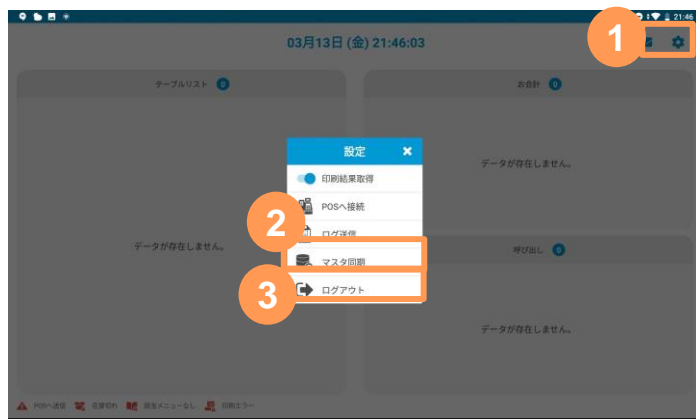 21:46
03月13日 (金) 21:46:03
1
テーブルリスト 0
お会計 0
設定
印刷結果取得
データが存在しません。
POSへ接続
2
ログ送信
データが存在しません。
呼び出し 0
マスタ同期
3
ログアウト
データが存在しません。
POSへ送信 在庫切れ 該当メニューなし 印刷エラー